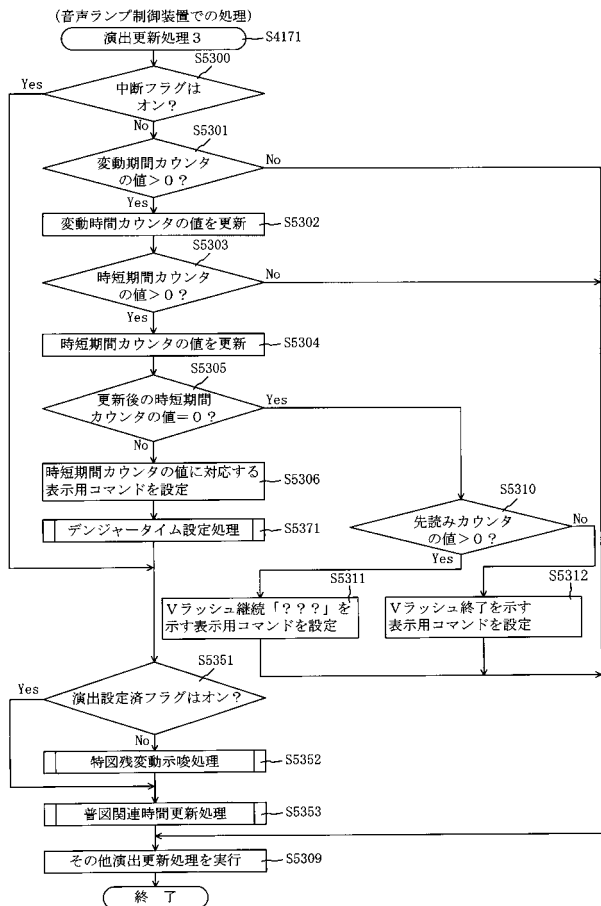 (音声ランプ制御装置での処理)
演出更新処理3
S4171
S5300
中断フラグは
オン?
Yes
No
S5301
変動期間カウンタ
の値>0?
No
Yes
変動時間カウンタの値を更新
S5302
S5303
時短期間カウンタ
の値>0?
No
Yes
時短期間カウンタの値を更新
S5304
S5305
更新後の時短期間
カウンタの値=0?
Yes
No
時短期間カウンタの値に対応する
表示用コマンドを設定
S5306
デンジャータイム設定処理
S5371
S5310
先読みカウンタ
の値>0?
No
Yes
S5311
Vラッシュ継続「???」を
示す表示用コマンドを設定
S5312
Vラッシュ終了を示す
表示用コマンドを設定
S5351
演出設定済フラグはオン?
Yes
No
特図残変動示唆処理
S5352
普図関連時間更新処理
S5353
その他演出更新処理を実行
S5309
終了